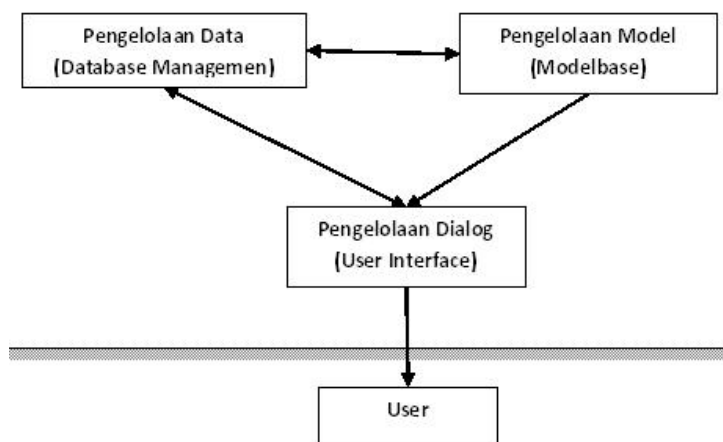 Pengelolaan Data
(Database Managemen)
Pengelolaan Model
(Modelbase)
Pengelolaan Dialog
(User Interface)
User